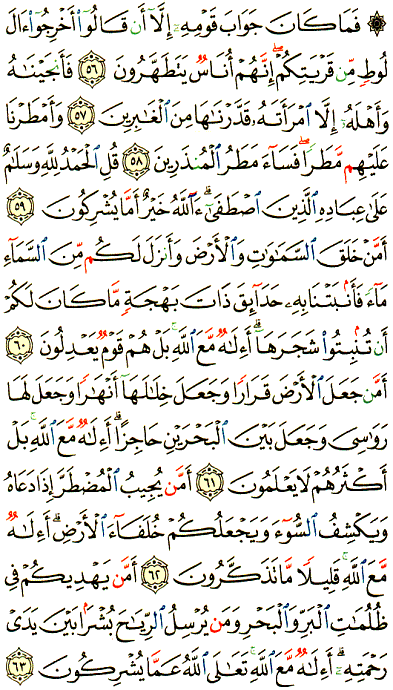 ۞ فَمَا كَانَ جَوَابَ قَوْمِهِۦٓ إِلَّآ أَن قَالُوٓا۟ أَخْرِجُوٓا۟ ءَالَ
لُوطٍ مِّن قَرْيَتِكُمْ ۖ إِنَّهُمْ أُنَاسٌ يَتَطَهَّرُونَ ٥٦ فَأَنجَيْنَٰهُ
وَأَهْلَهُۥٓ إِلَّا ٱمْرَأَتَهُۥ قَدَّرْنَٰهَا مِنَ ٱلْغَٰبِرِينَ ٥٧ وَأَمْطَرْنَا
عَلَيْهِم مَّطَرًا ۖ فَسَآءَ مَطَرُ ٱلْمُنذَرِينَ ٥٨ قُلِ ٱلْحَمْدُ لِلَّهِ وَسَلَٰمٌ
عَلَىٰ عِبَادِهِ ٱلَّذِينَ ٱصْطَفَىٰٓ ۗ ءَآللَّهُ خَيْرٌ أَمَّا يُشْرِكُونَ ٥٩
أَمَّنْ خَلَقَ ٱلسَّمَٰوَٰتِ وَٱلْأَرْضَ وَأَنزَلَ لَكُم مِّنَ ٱلسَّمَآءِ
مَآءً فَأَنۢبَتْنَا بِهِۦ حَدَآئِقَ ذَاتَ بَهْجَةٍ مَّا كَانَ لَكُمْ
أَن تُنۢبِتُوا۟ شَجَرَهَآ ۗ أَءِلَٰهٌ مَّعَ ٱللَّهِ ۚ بَلْ هُمْ قَوْمٌ يَعْدِلُونَ ٦٠
أَمَّن جَعَلَ ٱلْأَرْضَ قَرَارًا وَجَعَلَ خِلَٰلَهَآ أَنْهَٰرًا وَجَعَلَ لَهَا
رَوَٰسِىَ وَجَعَلَ بَيْنَ ٱلْبَحْرَيْنِ حَاجِزًا ۗ أَءِلَٰهٌ مَّعَ ٱللَّهِ ۚ بَلْ
أَكْثَرُهُمْ لَا يَعْلَمُونَ ٦١ أَمَّن يُجِيبُ ٱلْمُضْطَرَّ إِذَا دَعَاهُ
وَيَكْشِفُ ٱلسُّوٓءَ وَيَجْعَلُكُمْ خُلَفَآءَ ٱلْأَرْضِ ۗ أَءِلَٰهٌ
مَّعَ ٱللَّهِ ۚ قَلِيلًا مَّا تَذَكَّرُونَ ٦٢ أَمَّن يَهْدِيكُمْ فِى
ظُلُمَٰتِ ٱلْبَرِّ وَٱلْبَحْرِ وَمَن يُرْسِلُ ٱلرِّيَٰحَ بُشْرًۢا بَيْنَ يَدَىْ
رَحْمَتِهِۦٓ ۗ أَءِلَٰهٌ مَّعَ ٱللَّهِ ۚ تَعَٰلَى ٱللَّهُ عَمَّا يُشْرِكُونَ ٦٣